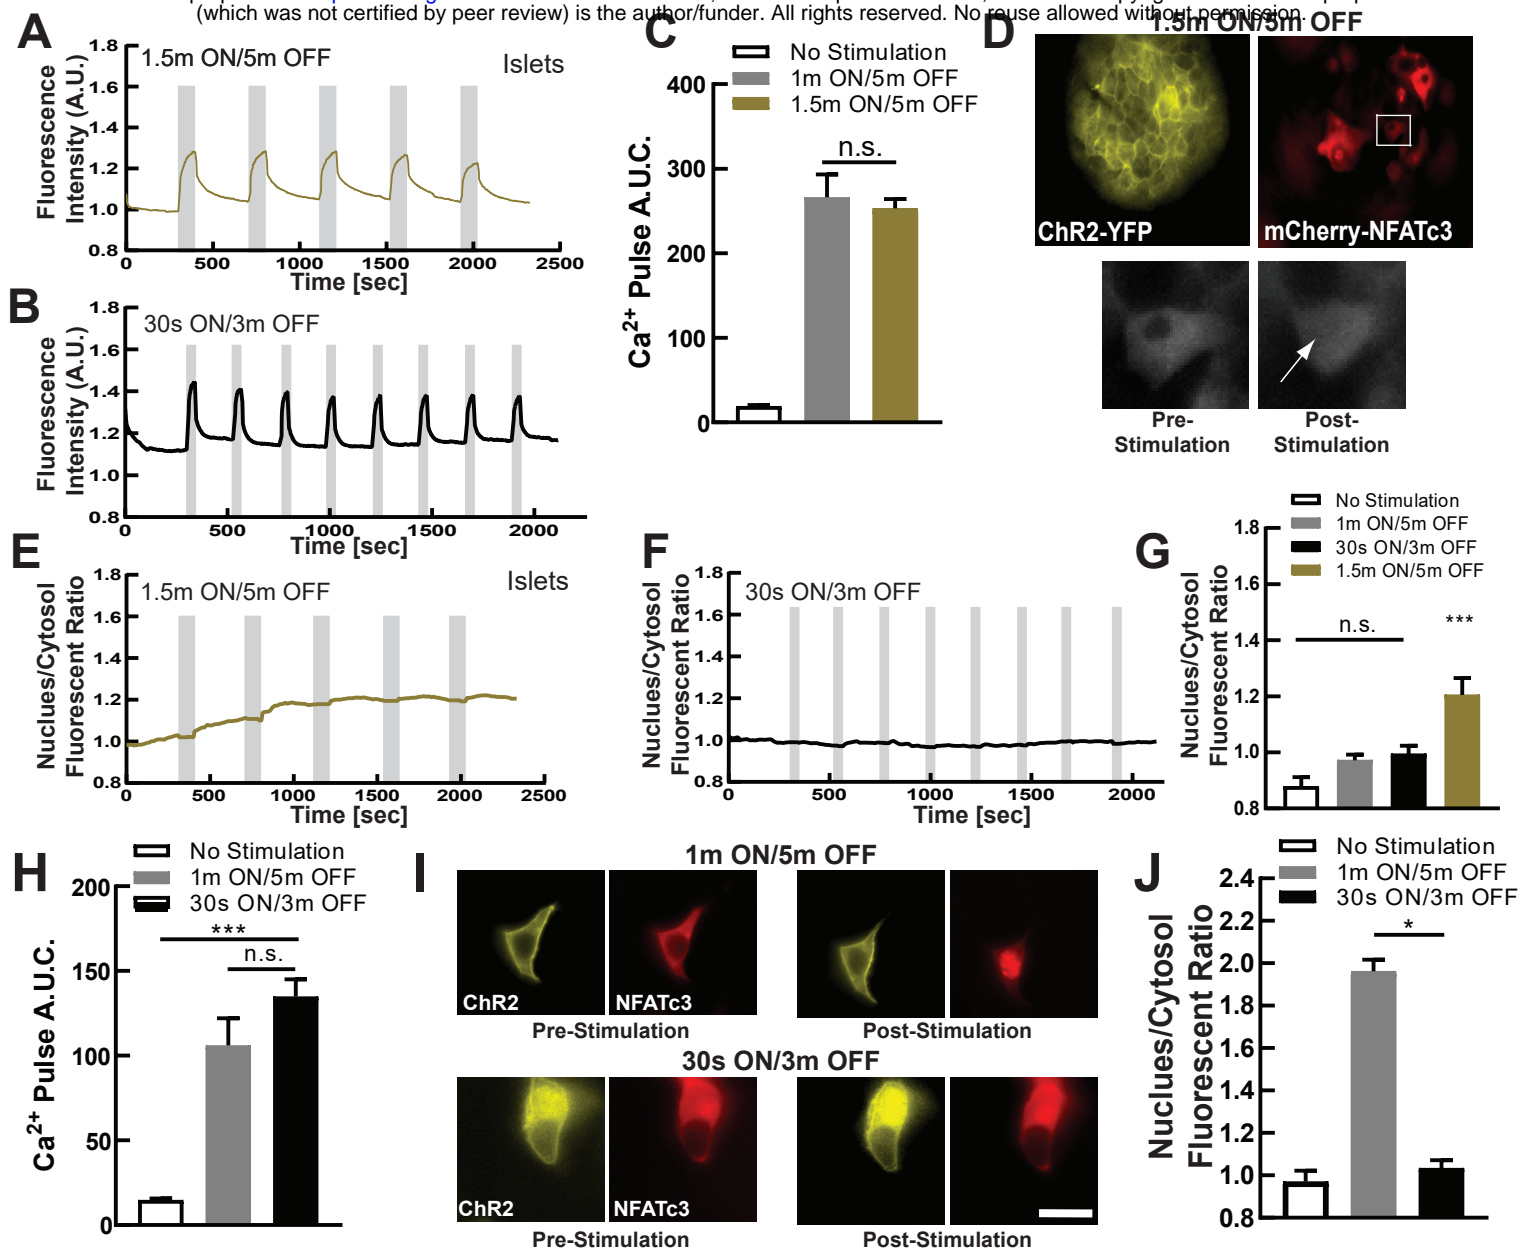 (which was not certified by peer review) is the author/funder. All rights reserved. No reuse allowed without permission.
A
1.5m ON/5m OFF
Islets
Fluorescence
Intensity (A.U.)
1.8
1.6
1.4
1.2
1.0
0.8
0
500
1000
1500
2000
2500
Time [sec]
B
30s ON/3m OFF
Fluorescence
Intensity (A.U.)
1.8
1.6
1.4
1.2
1.0
0.8
0
500
1000
1500
2000
Time [sec]
C
No Stimulation
1m ON/5m OFF
1.5m ON/5m OFF
Ca2+ Pulse A.U.C.
400
300
200
100
0
n.s.
D
1.5m ON/5m OFF
ChR2-YFP
mCherry-NFATc3
Pre-
Stimulation
Post-
Stimulation
E
1.5m ON/5m OFF
Islets
Nuclues/Cytosol
Fluorescent Ratio
1.8
1.6
1.4
1.2
1.0
0.8
0
500
1000
1500
2000
2500
Time [sec]
F
30s ON/3m OFF
Nuclues/Cytosol
Fluorescent Ratio
1.8
1.6
1.4
1.2
1.0
0.8
0
500
1000
1500
2000
Time [sec]
G
No Stimulation
1m ON/5m OFF
30s ON/3m OFF
1.5m ON/5m OFF
Nuclues/Cytosol
Fluorescent Ratio
1.8
1.6
1.4
1.2
1.0
0.8
n.s.
***
H
No Stimulation
1m ON/5m OFF
30s ON/3m OFF
Ca2+ Pulse A.U.C.
200
150
100
50
0
***
n.s.
I
1m ON/5m OFF
ChR2
NFATc3
Pre-Stimulation
Post-Stimulation
30s ON/3m OFF
ChR2
NFATc3
Pre-Stimulation
Post-Stimulation
J
No Stimulation
1m ON/5m OFF
30s ON/3m OFF
Nuclues/Cytosol
Fluorescent Ratio
2.4
2.2
2.0
1.8
1.6
1.4
1.2
1.0
0.8
*